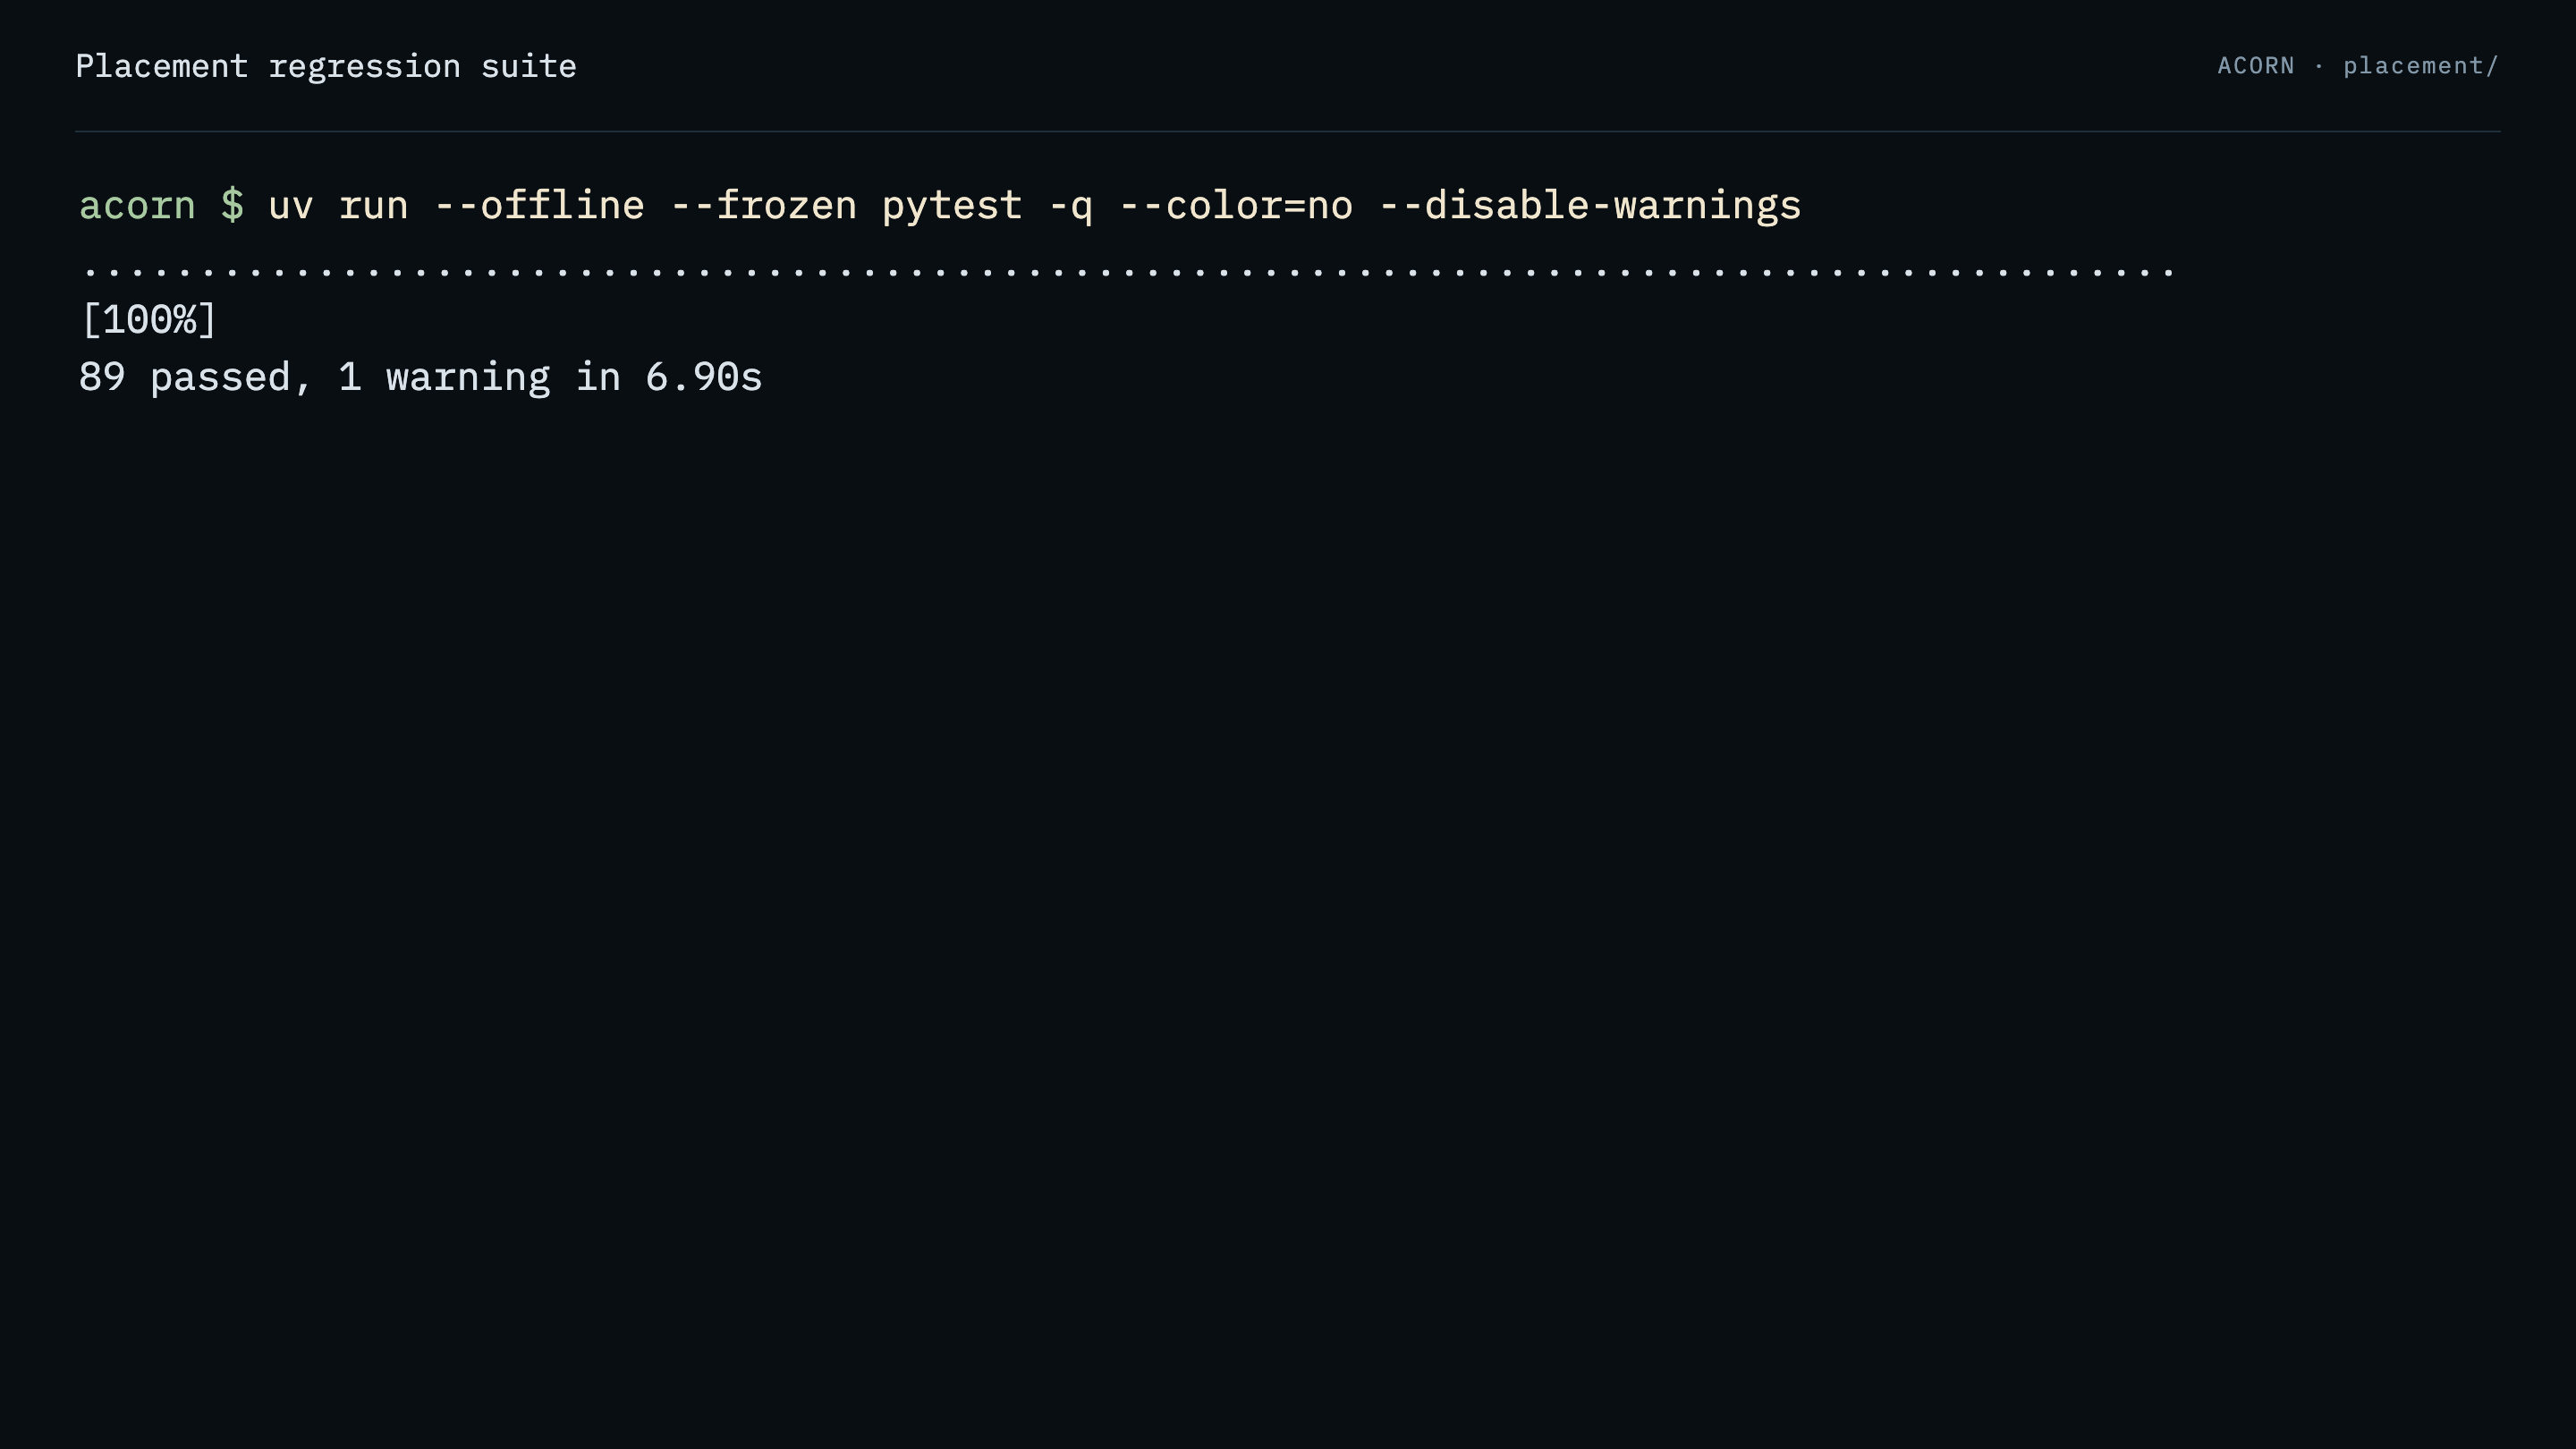 Placement regression suite
ACORN · placement/
acorn $ uv run --offline --frozen pytest -q --color=no --disable-warnings
.........................................................................................
[100%]
89 passed, 1 warning in 6.90s